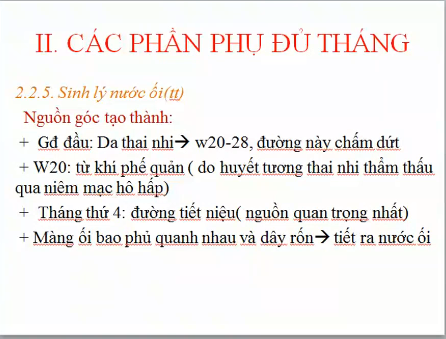 II. CÁC PHẦN PHỤ ĐỦ THÁNG
2.2.5. Sinh lý nước ối(tt)
Nguồn gốc tạo thành:
+ Gđ đầu: Da thai nhi→ w20-28, đường này chấm dứt
+ W20: từ khí phế quản ( do huyết tương thai nhi thẩm thấu
qua niêm mạc hô hấp)
+ Tháng thứ 4: đường tiết niệu( nguồn quan trọng nhất)
+ Màng ối bao phủ quanh nhau và dây rốn→ tiết ra nước ối